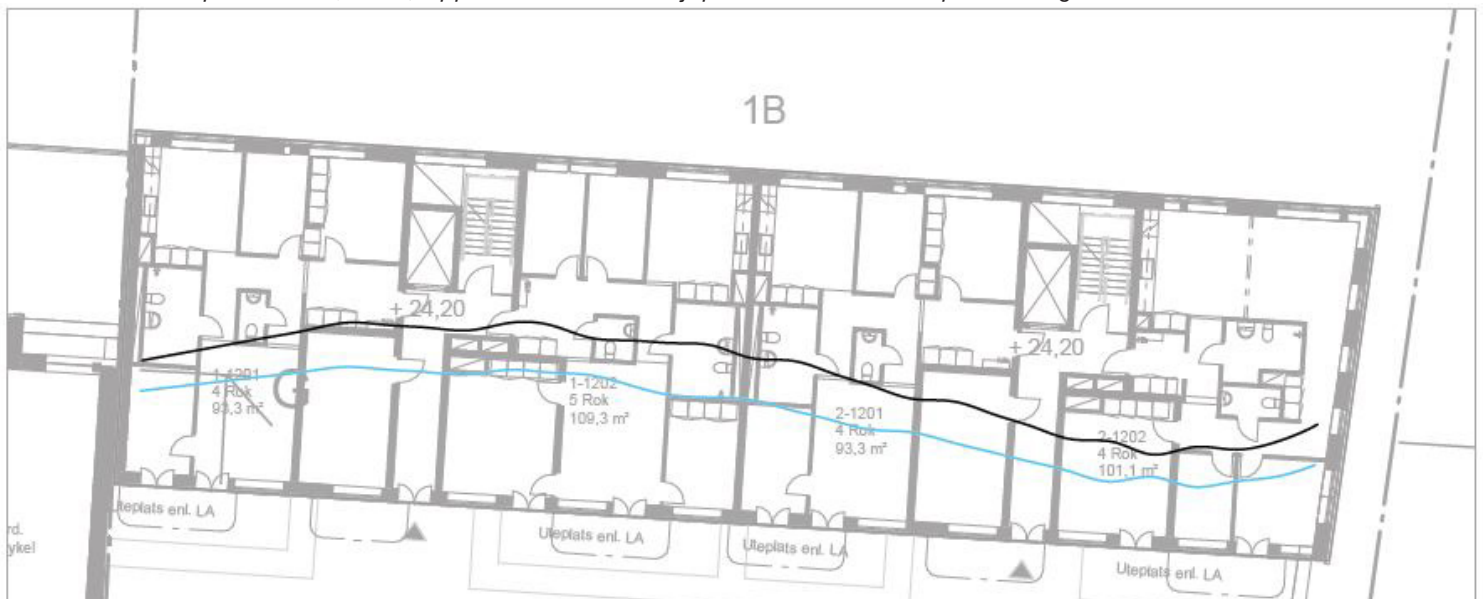 1B
+ 24,20
+ 24,20
1-1201
4 Rok
93,3 m²
G
1-1202
5 Rok
109,3 m²
2-1201
4 Rok
93,3 m²
2-1202
4 Rok
101,1 m²
Uteplats enl. LA
Uteplats enl. LA
Uteplats enl. LA
Uteplats enl. LA
rd.
ykel